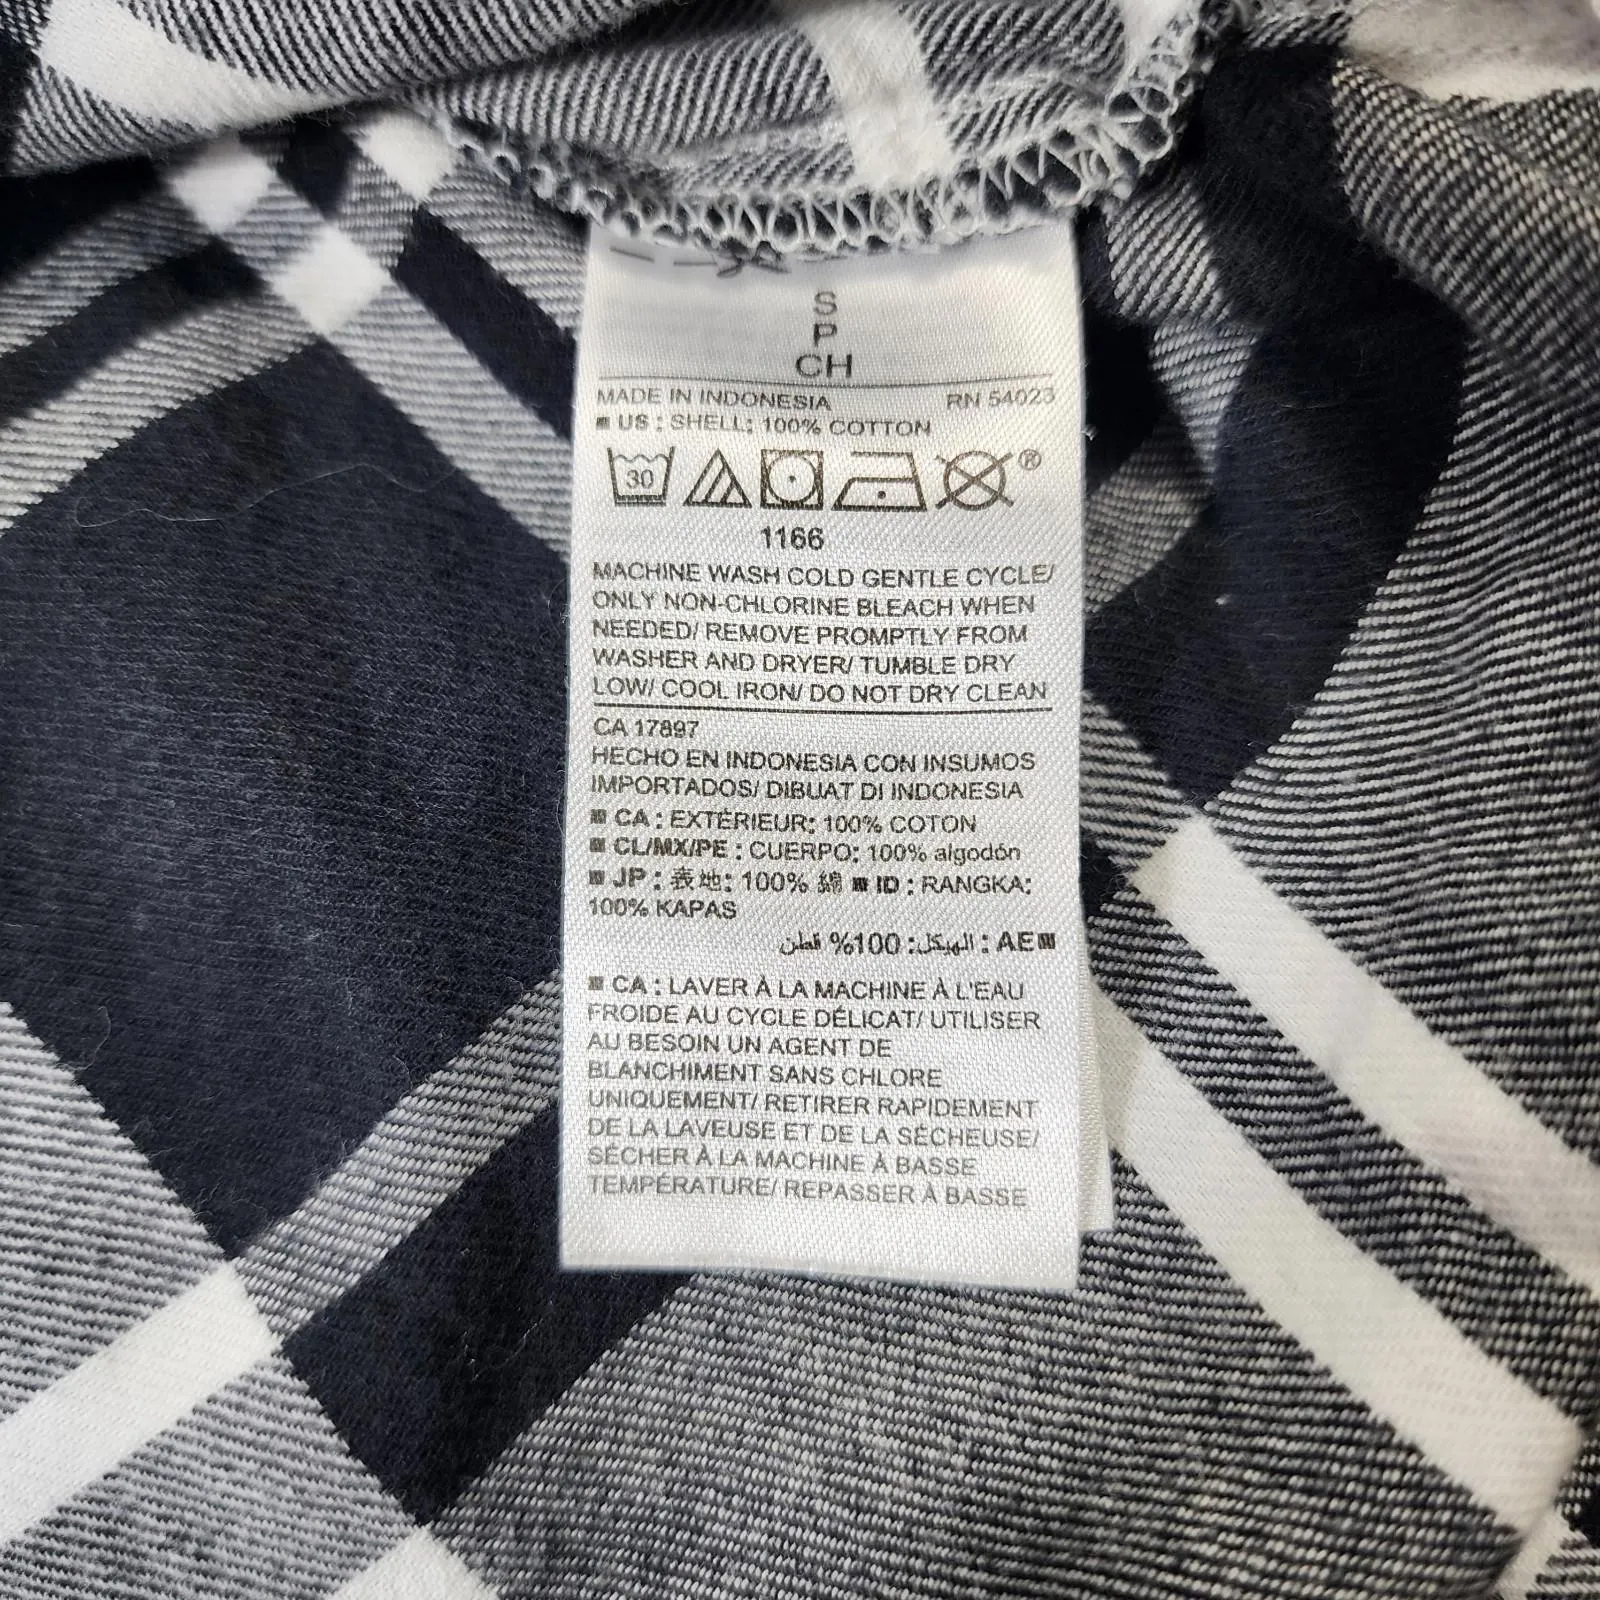 S
P
CH
MADE IN INDONESIA RN 54023
■ US : SHELL: 100% COTTON
30 ®
1166
MACHINE WASH COLD GENTLE CYCLE/
ONLY NON-CHLORINE BLEACH WHEN
NEEDED/ REMOVE PROMPTLY FROM
WASHER AND DRYER/ TUMBLE DRY
LOW/ COOL IRON/ DO NOT DRY CLEAN
CA 17897
HECHO EN INDONESIA CON INSUMOS
IMPORTADOS/ DIBUAT DI INDONESIA
■ CA : EXTÉRIEUR: 100% COTON
■ CL/MX/PE : CUERPO: 100% algodón
■ JP : 表地: 100% 綿 ■ ID : RANGKA:
100% KAPAS
■AE : الهيكل: 100% قطن
■ CA : LAVER À LA MACHINE À L'EAU
FROIDE AU CYCLE DÉLICAT/ UTILISER
AU BESOIN UN AGENT DE
BLANCHIMENT SANS CHLORE
UNIQUEMENT/ RETIRER RAPIDEMENT
DE LA LAVEUSE ET DE LA SÉCHEUSE/
SÉCHER À LA MACHINE À BASSE
TEMPÉRATURE/ REPASSER À BASSE